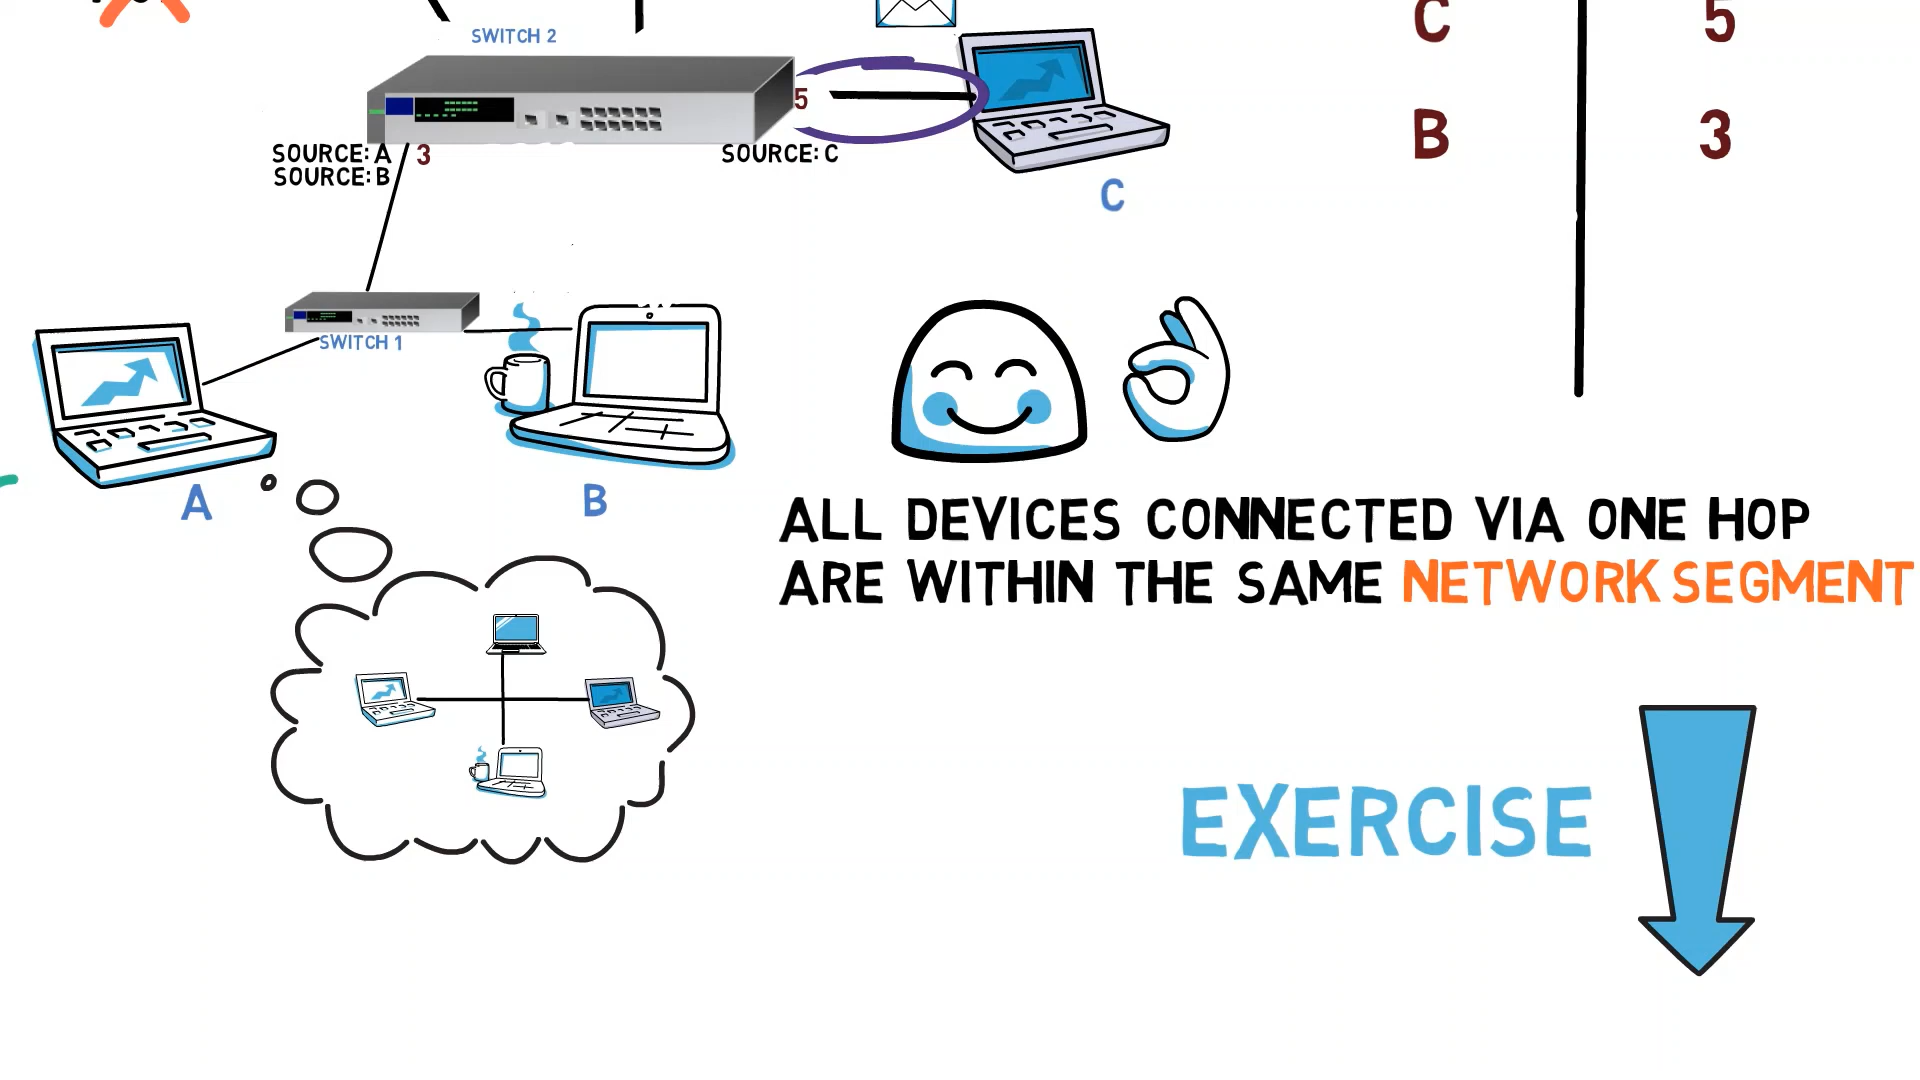 SWITCH 2
C 5
5
B 3
SOURCE: A 3
SOURCE: B
SOURCE: C
C
SWITCH 1
A
B
ALL DEVICES CONNECTED VIA ONE HOP
ARE WITHIN THE SAME NETWORK SEGMENT
EXERCISE